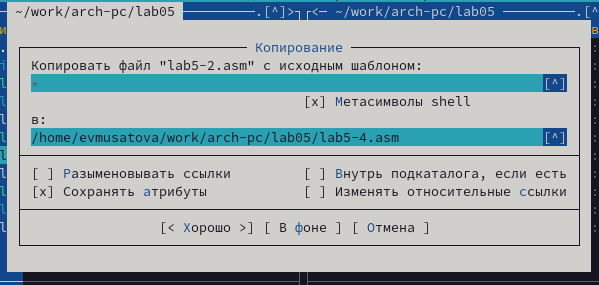 ~/work/arch-pc/lab05 .[^]>┐┌<─ ~/work/arch-pc/lab05 .[^
Копирование
Копировать файл "lab5-2.asm" с исходным шаблоном:
* [^]
[x] Метасимволы shell
в:
/home/evmusatova/work/arch-pc/lab05/lab5-4.asm [^]
[ ] Разыменовывать ссылки [ ] Внутрь подкаталога, если есть
[x] Сохранять атрибуты [ ] Изменять относительные ссылки
[< Хорошо >] [ В фоне ] [ Отмена ]